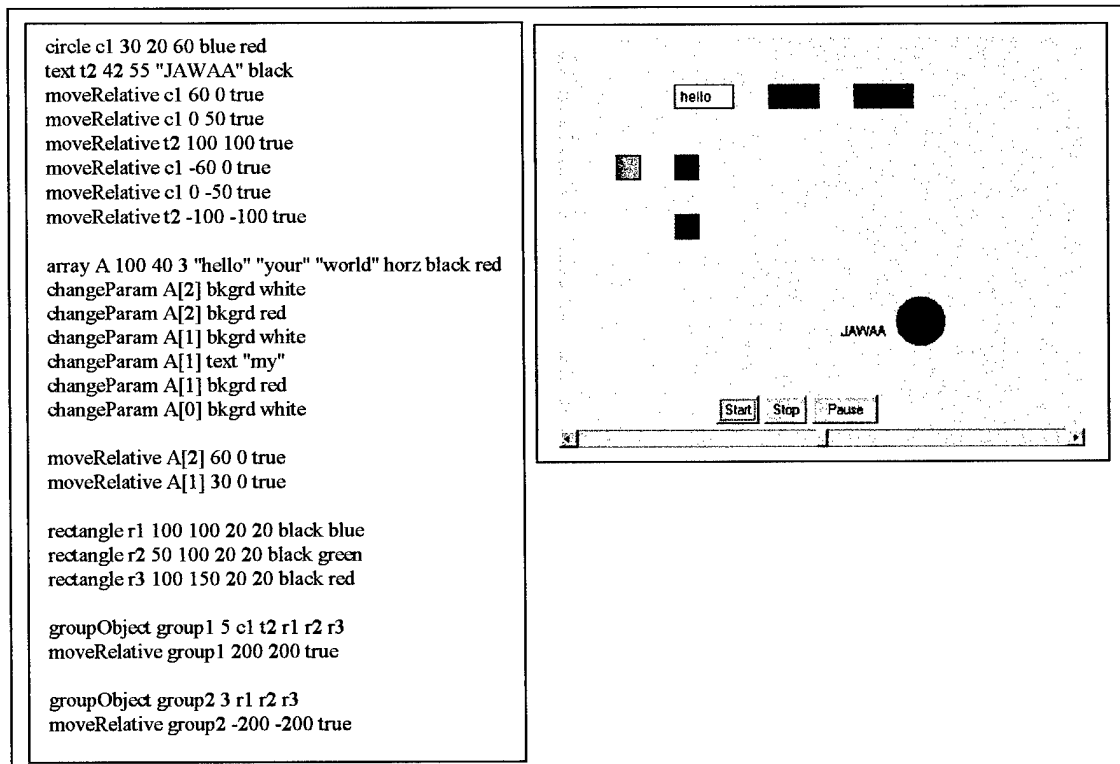 circle c1 30 20 60 blue red
text t2 42 55 "JAWAA" black
moveRelative c1 60 0 true
moveRelative c1 0 50 true
moveRelative t2 100 100 true
moveRelative c1 -60 0 true
moveRelative c1 0 -50 true
moveRelative t2 -100 -100 true
array A 100 40 3 "hello" "your" "world" horz black red
changeParam A[2] bkgrd white
changeParam A[2] bkgrd red
changeParam A[1] bkgrd white
changeParam A[1] text "my"
changeParam A[1] bkgrd red
changeParam A[0] bkgrd white
moveRelative A[2] 60 0 true
moveRelative A[1] 30 0 true
rectangle r1 100 100 20 20 black blue
rectangle r2 50 100 20 20 black green
rectangle r3 100 150 20 20 black red
groupObject group1 5 c1 t2 r1 r2 r3
moveRelative group1 200 200 true
groupObject group2 3 r1 r2 r3
moveRelative group2 -200 -200 true
hello
JAWAA
Start Stop Pause